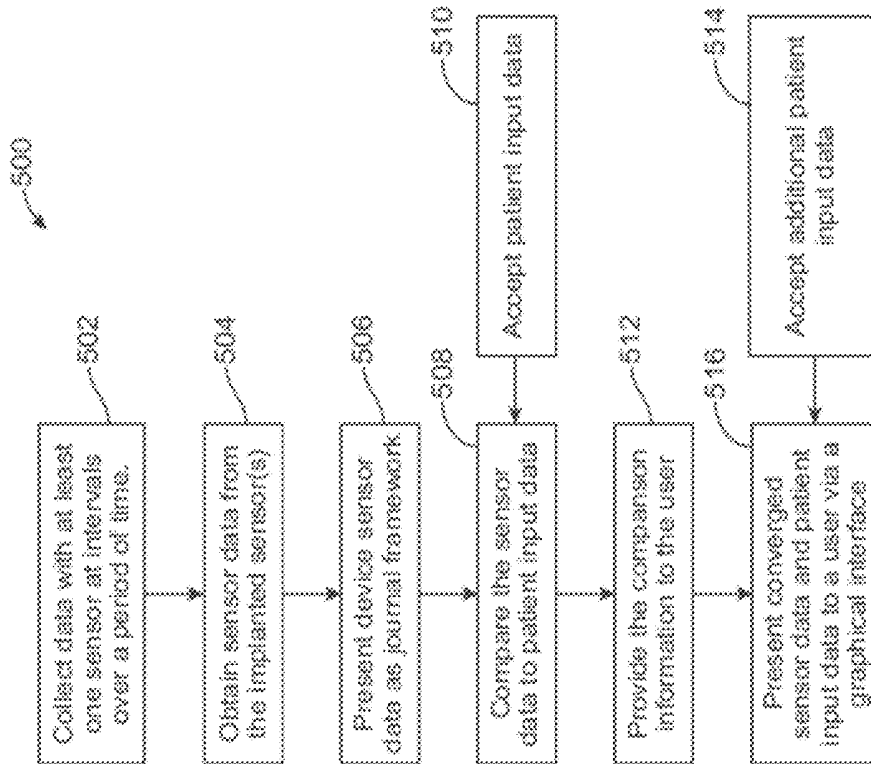 500
502
Collect data with at least
one sensor at intervals
over a period of time.
504
Obtain sensor data from
the implanted sensor(s)
506
Present device sensor
data as journal framework
508
Compare the sensor
data to patient input data
510
Accept patient input data
512
Provide the comparison
information to the user
514
Accept additional patient
input data
516
Present converged
sensor data and patient
input data to a user via a
graphical interface